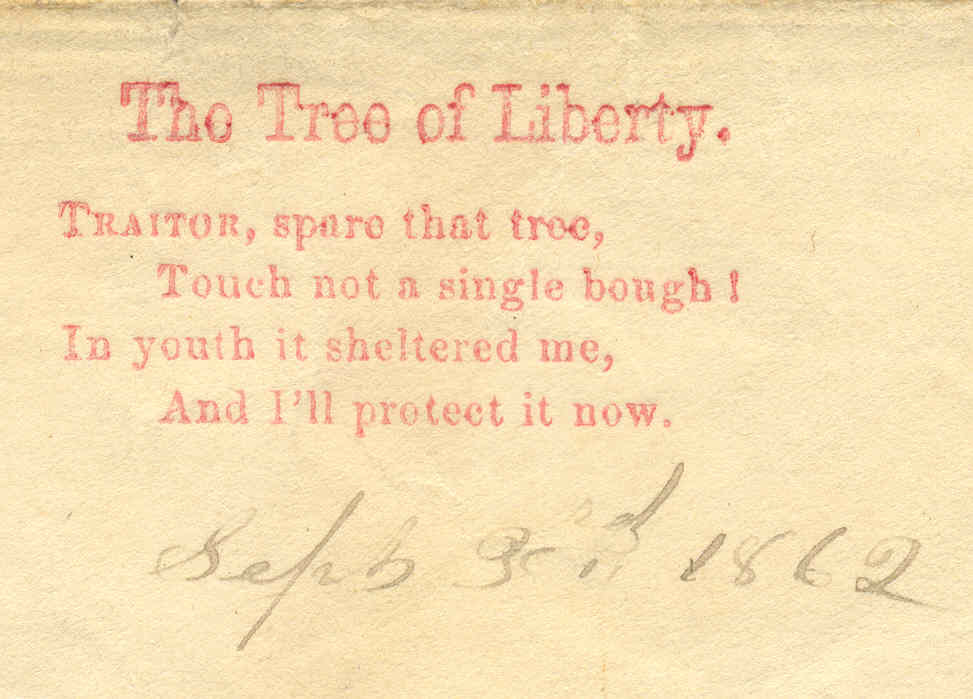 The Tree of Liberty.
TRAITOR, spare that tree,
Touch not a single bough!
In youth it sheltered me,
And I'll protect it now.
Sept 3rd 1862